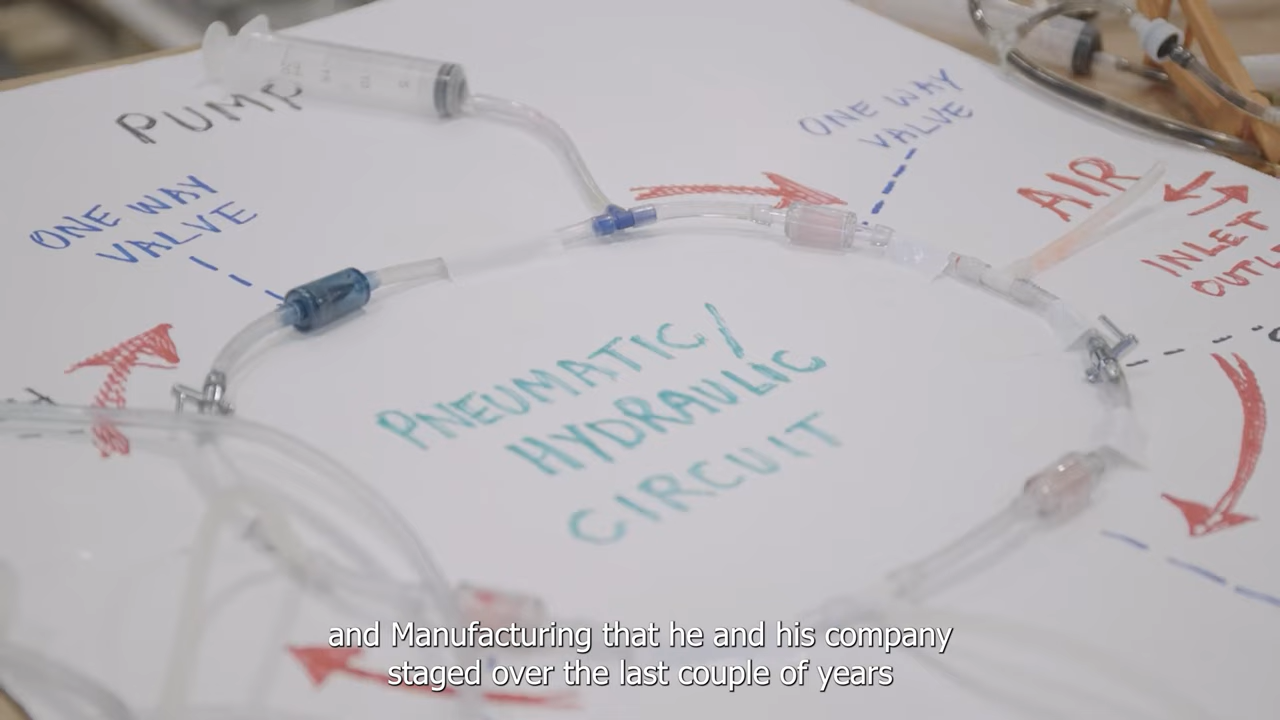 PUMP
ONE WAY
VALVE
ONE WAY
VALVE
AIR
INLET
PNEUMATIC/
HYDRAULIC
CIRCUIT
and Manufacturing that he and his company
staged over the last couple of years